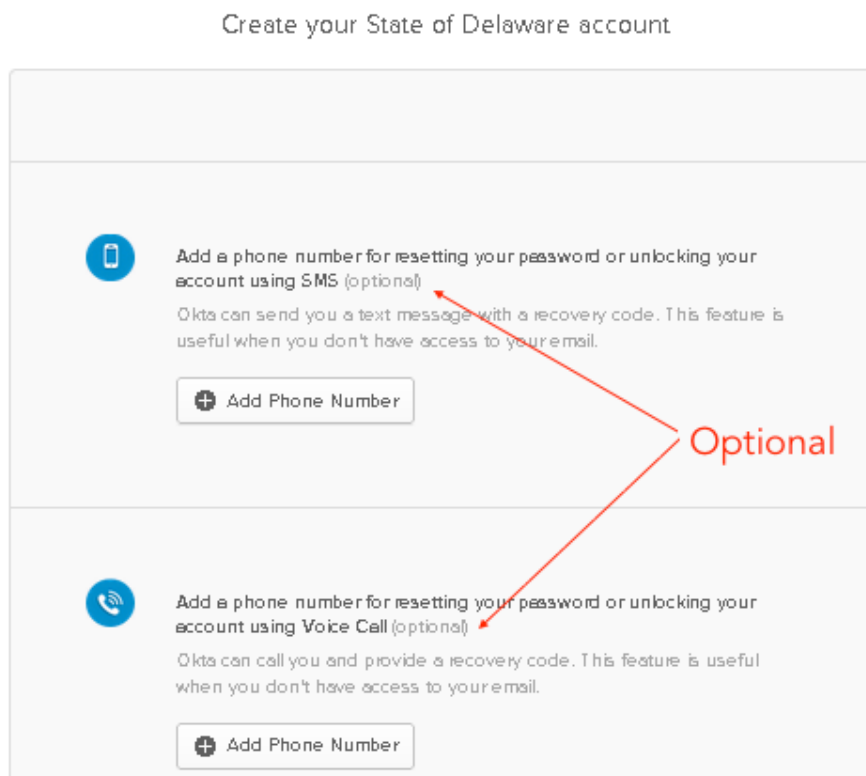 Create your State of Delaware account
Add a phone number for resetting your password or unlocking your
account using SMS (optional)
Okta can send you a text message with a recovery code. This feature is
useful when you don't have access to your email.
Add Phone Number
Optional
Add a phone number for resetting your password or unlocking your
account using Voice Call (optional)
Okta can call you and provide a recovery code. This feature is useful
when you don't have access to your email.
Add Phone Number